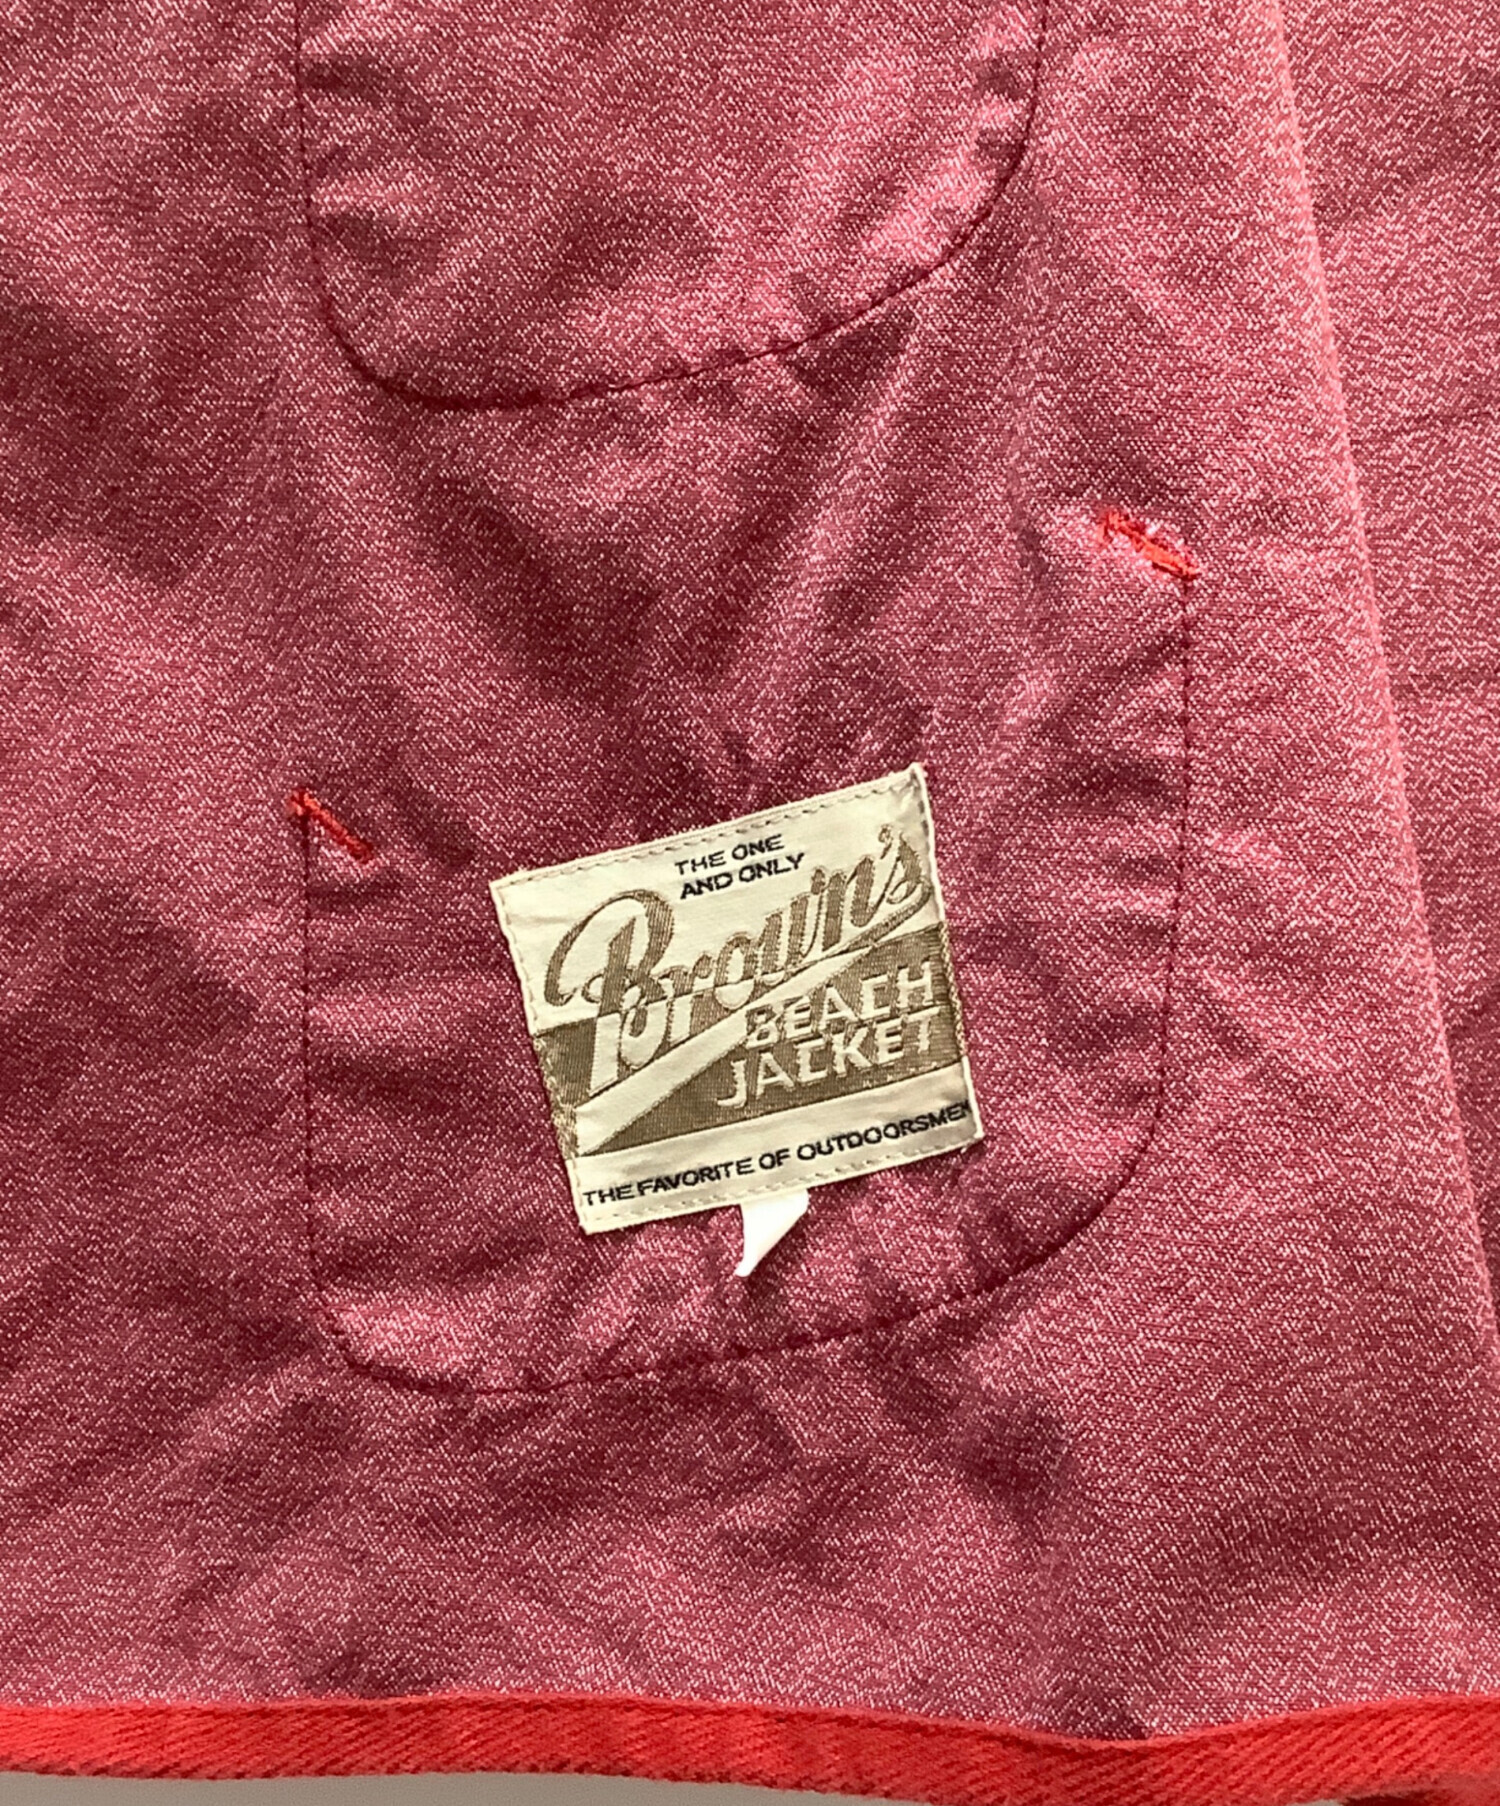 THE ONE
AND ONLY
Brown's
BEACH
JACKET
THE FAVORITE OF OUTDOORSMEN